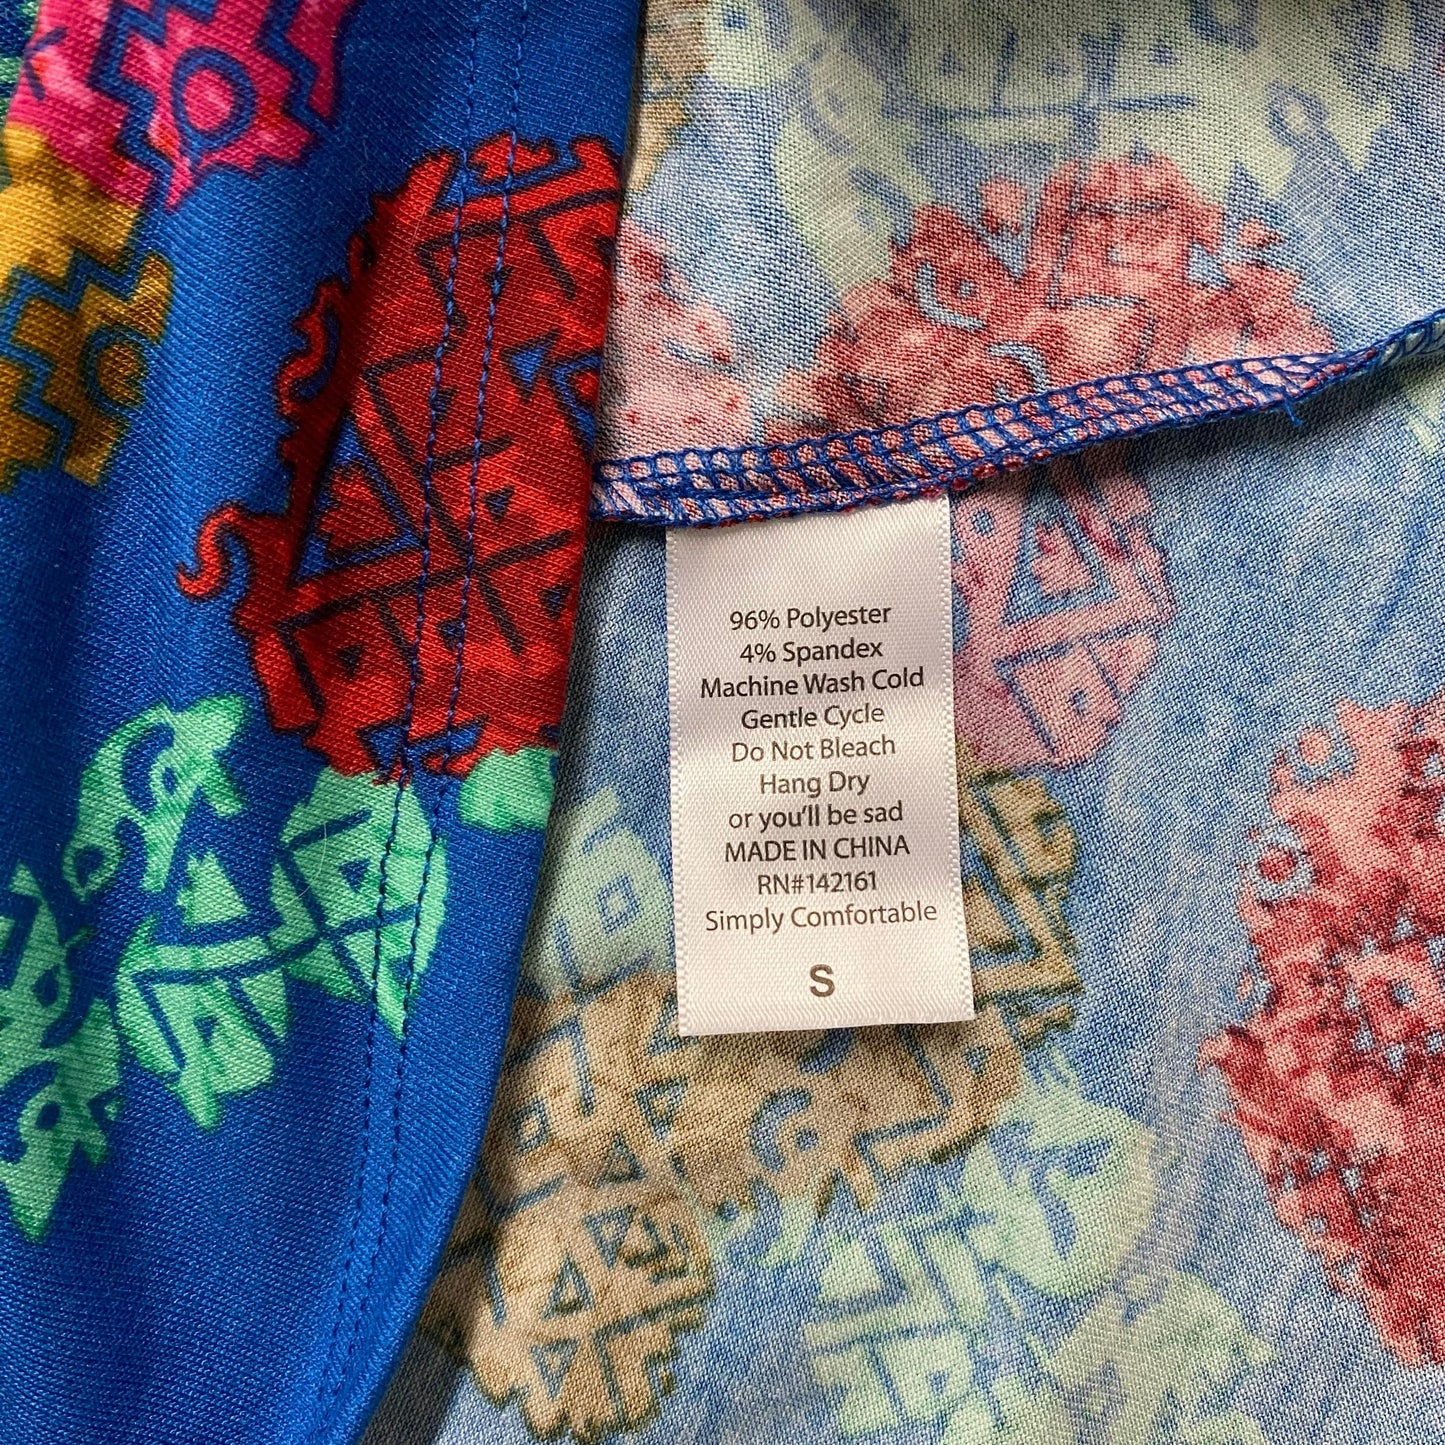 96% Polyester
4% Spandex
Machine Wash Cold
Gentle Cycle
Do Not Bleach
Hang Dry
or you'll be sad
MADE IN CHINA
RN#142161
Simply Comfortable
S